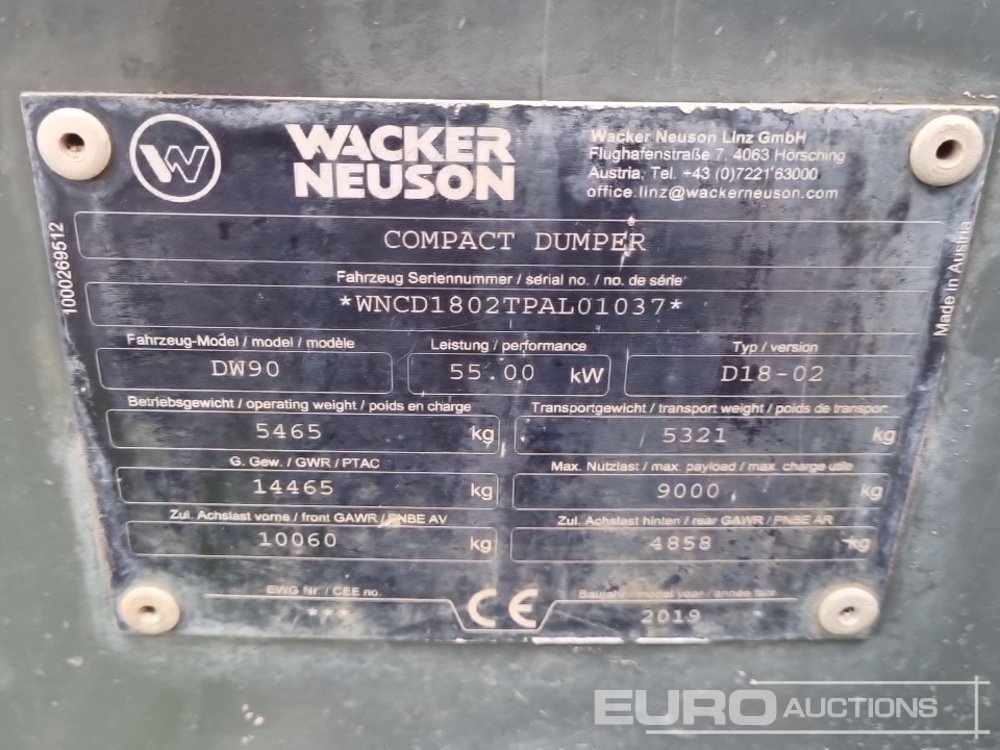 WACKER
NEUSON
Wacker Neuson Linz GmbH
Flughafenstraße 7, 4063 Hörsching
Austria, Tel. +43 (0)7221 63000
office.linz@wackerneuson.com
COMPACT DUMPER
Fahrzeug Seriennummer / serial no. / no. de série
*WNCD1802TPAL01037*
1000269512
Made in Austria
Fahrzeug-Model / model / modèle
Leistung / performance
Typ / version
DW90
55.00 kW
D18-02
Betriebsgewicht / operating weight / poids en charge
Transportgewicht / transport weight / poids de transport
5465 kg
5321 kg
G. Gew. / GWR / PTAC
Max. Nutzlast / max. payload / max. charge utile
14465 kg
9000 kg
Zul. Achslast vorne / front GAWR / PNBE AV
Zul. Achslast hinten / rear GAWR / PNBE AR
10060 kg
4858 kg
EWG Nr. / CEE no.
Baujahr / model year / année fabr
***
CE
2019
EURO AUCTIONS